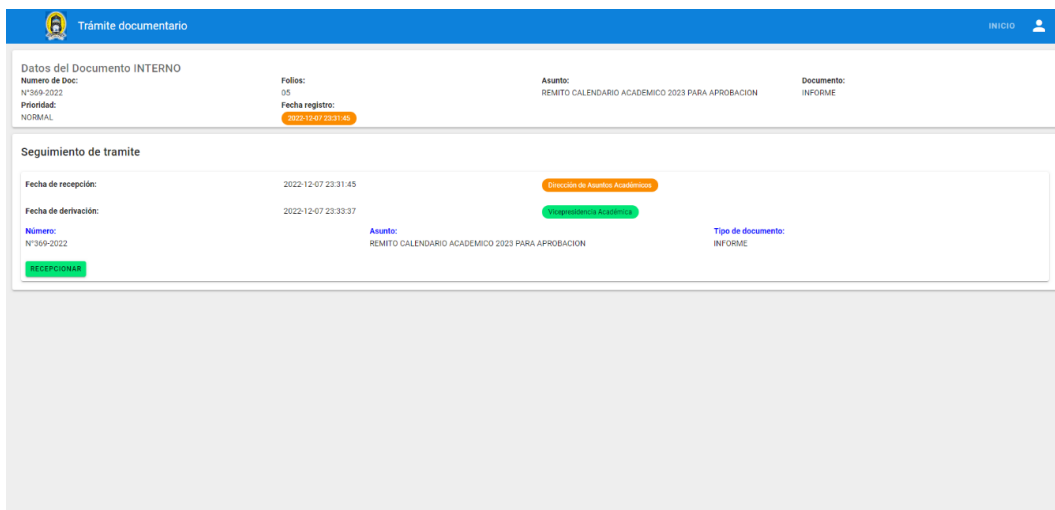 Trámite documentario
INICIO
Datos del Documento INTERNO
Numero de Doc: Folios: Asunto: Documento:
N°369-2022 05 REMITO CALENDARIO ACADEMICO 2023 PARA APROBACION INFORME
Prioridad: Fecha registro:
NORMAL 2022-12-07 23:31:45
Seguimiento de tramite
Fecha de recepción: 2022-12-07 23:31:45 Dirección de Asuntos Académicos
Fecha de derivación: 2022-12-07 23:33:37 Vicepresidencia Académica
Número: Asunto: Tipo de documento:
N°369-2022 REMITO CALENDARIO ACADEMICO 2023 PARA APROBACION INFORME
RECEPCIONAR